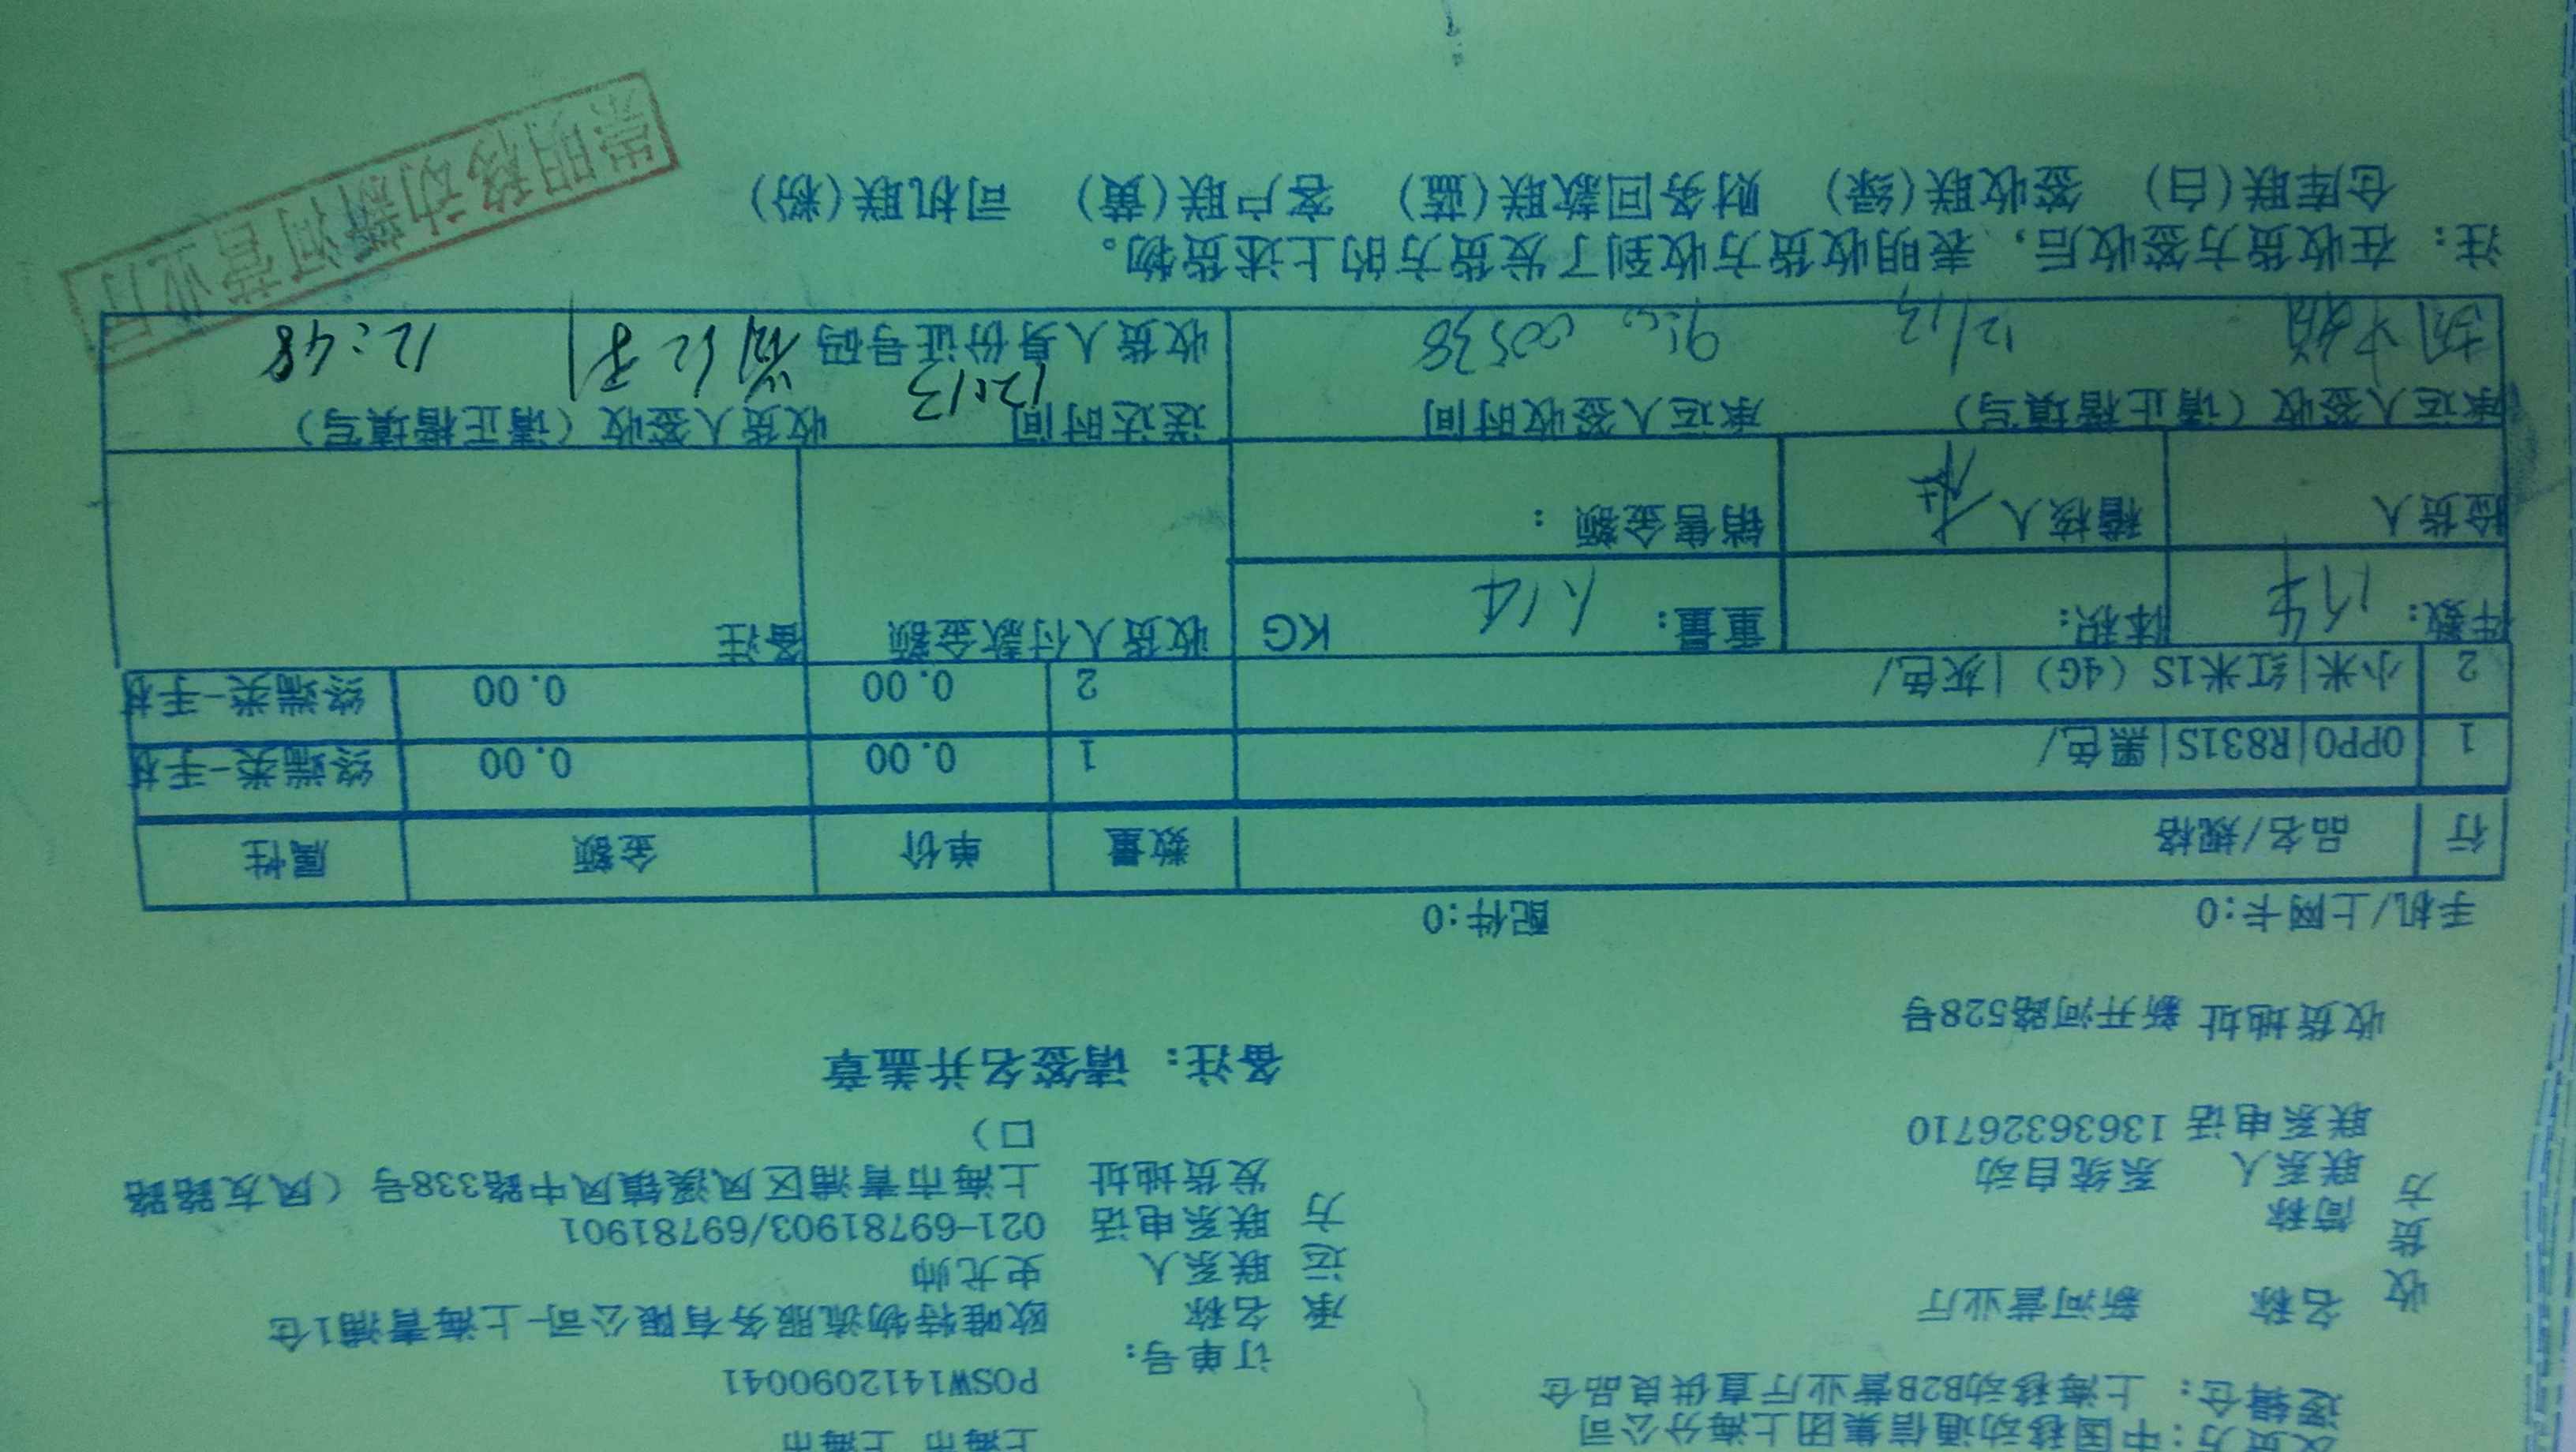 发货方:中国移动通信集团上海分公司 上海市 上海市
逻辑仓: 上海移动B2B营业厅直供良品仓 POSW1412090041
订单号:
收货方 名称 新河营业厅
简称
联系人 系统自动
联系电话 13636326710
收货地址 新开河路528号
承运方 名称 欧唯特物流服务有限公司-上海青浦1仓
联系人 史尤帅
联系电话 021-69781903/69781901
发货地址 上海市青浦区凤溪镇凤中路338号(凤友路路口)
备注: 请签名并盖章
手机/上网卡:0 配件:0
行 品名/规格 数量 单价 金额 属性
1 OPPO|R831S|黑色/ 1 0.00 0.00 终端类-手机
2 小米|红米1S (4G) |灰色/ 2 0.00 0.00 终端类-手机
件数: 体积: 重量: KG 收货人付款金额 备注
验货人 稽核人 销售金额:
承运人签收(请正楷填写) 承运人签收时间 送达时间 12.13 收货人签收(请正楷填写)
12/13 00538 收货人身份证号码 12:48
注: 在收货方签收后, 表明收货方收到了发货方的上述货物。
仓库联(白) 签收联(绿) 财务回款联(蓝) 客户联(黄) 司机联(粉)
崇明移动新河营业厅